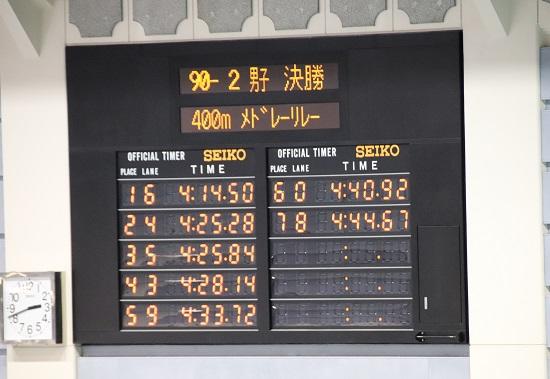 90-2 男子 決勝
400m メドレーリレー
OFFICIAL TIMER SEIKO
PLACE LANE TIME
1 6 4:14.50
2 4 4:25.28
3 5 4:25.84
4 3 4:28.14
5 9 4:33.72
OFFICIAL TIMER SEIKO
PLACE LANE TIME
6 0 4:40.92
7 8 4:44.67